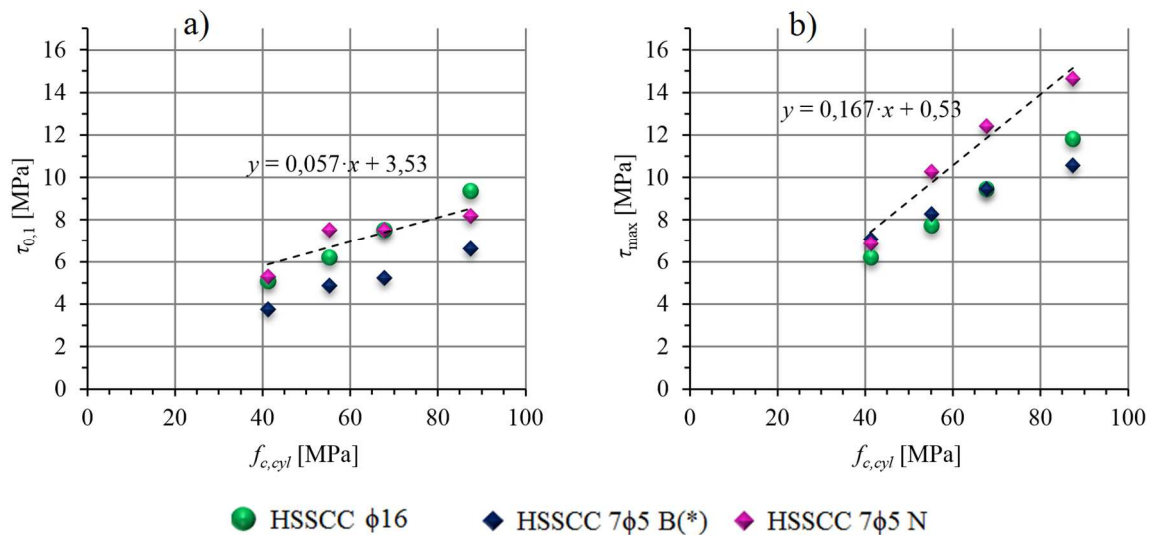 a)
16
14
12
10
8
6
4
2
0
τ0,1 [MPa]
y = 0,057·x + 3,53
0 20 40 60 80 100
fc,cyl [MPa]
b)
16
14
12
10
8
6
4
2
0
τmax [MPa]
y = 0,167·x + 0,53
0 20 40 60 80 100
fc,cyl [MPa]
HSSCC ϕ16 HSSCC 7ϕ5 B(*) HSSCC 7ϕ5 N